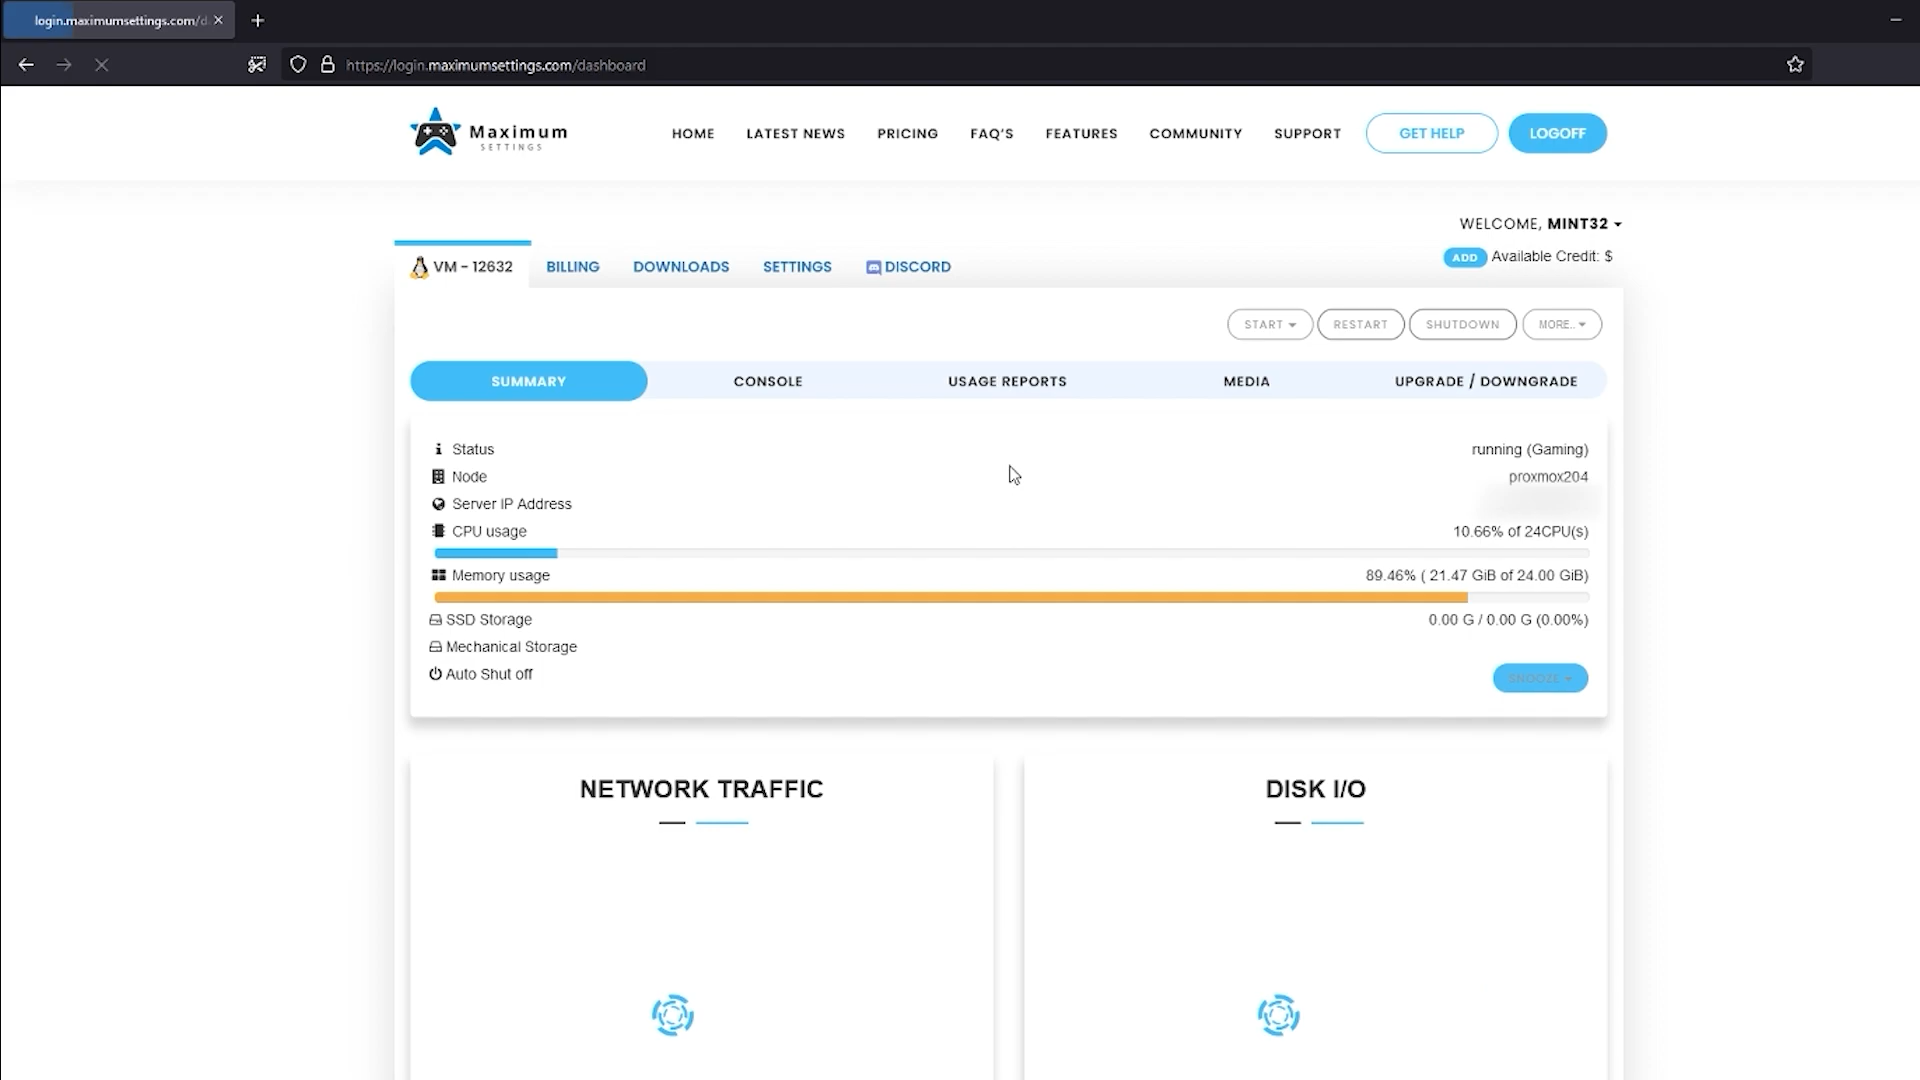 login.maximumsettings.com/d
https://login.maximumsettings.com/dashboard
Maximum
SETTINGS
HOME
LATEST NEWS
PRICING
FAQ'S
FEATURES
COMMUNITY
SUPPORT
GET HELP
LOGOFF
WELCOME, MINT32
ADD Available Credit: $
VM - 12632
BILLING
DOWNLOADS
SETTINGS
DISCORD
START
RESTART
SHUTDOWN
MORE..
SUMMARY
CONSOLE
USAGE REPORTS
MEDIA
UPGRADE / DOWNGRADE
Status
running (Gaming)
Node
proxmox204
Server IP Address
CPU usage
10.66% of 24CPU(s)
Memory usage
89.46% ( 21.47 GiB of 24.00 GiB)
SSD Storage
0.00 G / 0.00 G (0.00%)
Mechanical Storage
Auto Shut off
SNOOZE
NETWORK TRAFFIC
DISK I/O